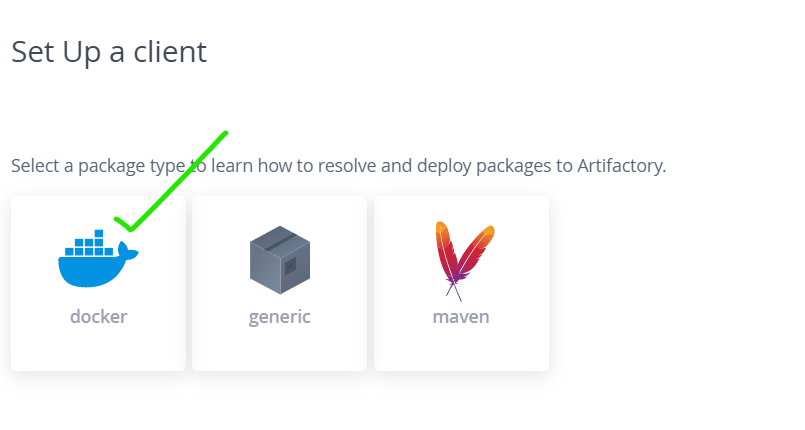 Set Up a client
Select a package type to learn how to resolve and deploy packages to Artifactory.
docker
generic
maven